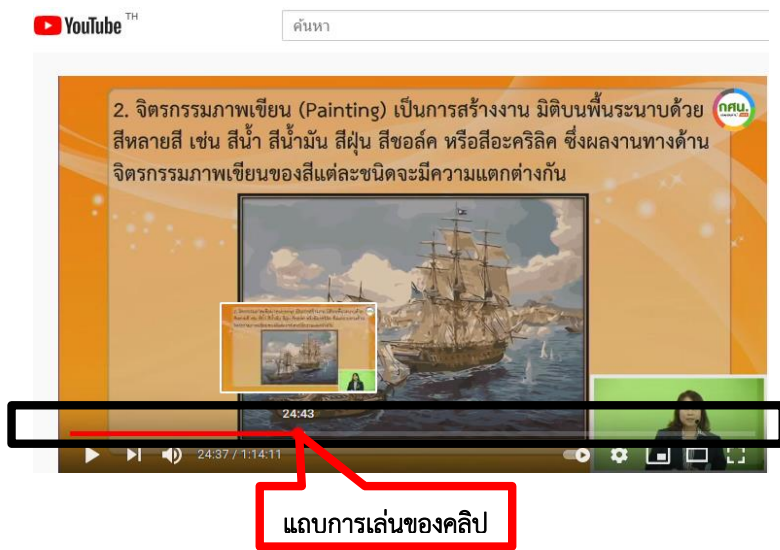 YouTube TH
ค้นหา
2. จิตรกรรมภาพเขียน (Painting) เป็นการสร้างงาน มิติบนพื้นระนาบด้วย
สีหลายสี เช่น สีน้ำ สีน้ำมัน สีฝุ่น สีชอล์ค หรือสีอะคริลิค ซึ่งผลงานทางด้าน
จิตรกรรมภาพเขียนของสีแต่ละชนิดจะมีความแตกต่างกัน
กศน.
24:43
24:37 / 1:14:11
แถบการเล่นของคลิป